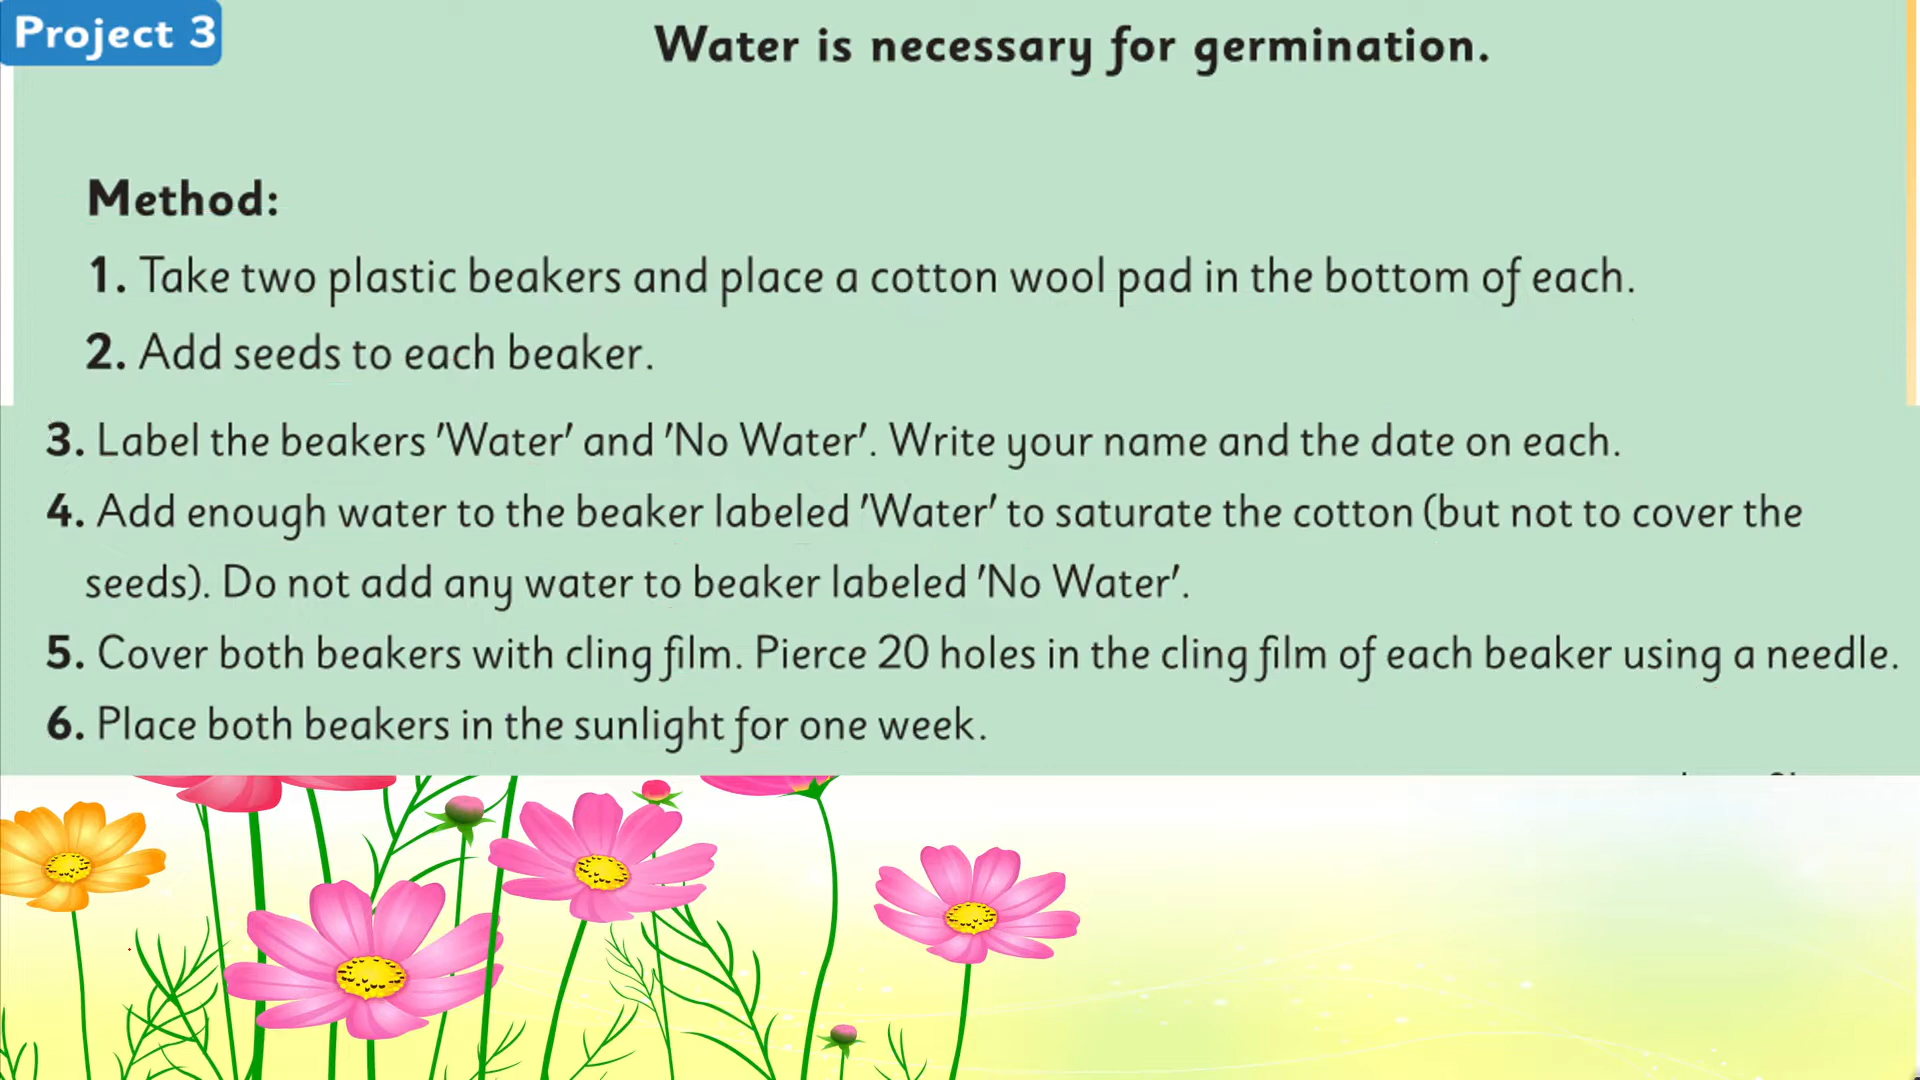 Project 3
Water is necessary for germination.
Method:
1. Take two plastic beakers and place a cotton wool pad in the bottom of each.
2. Add seeds to each beaker.
3. Label the beakers 'Water' and 'No Water'. Write your name and the date on each.
4. Add enough water to the beaker labeled 'Water' to saturate the cotton (but not to cover the
seeds). Do not add any water to beaker labeled 'No Water'.
5. Cover both beakers with cling film. Pierce 20 holes in the cling film of each beaker using a needle.
6. Place both beakers in the sunlight for one week.